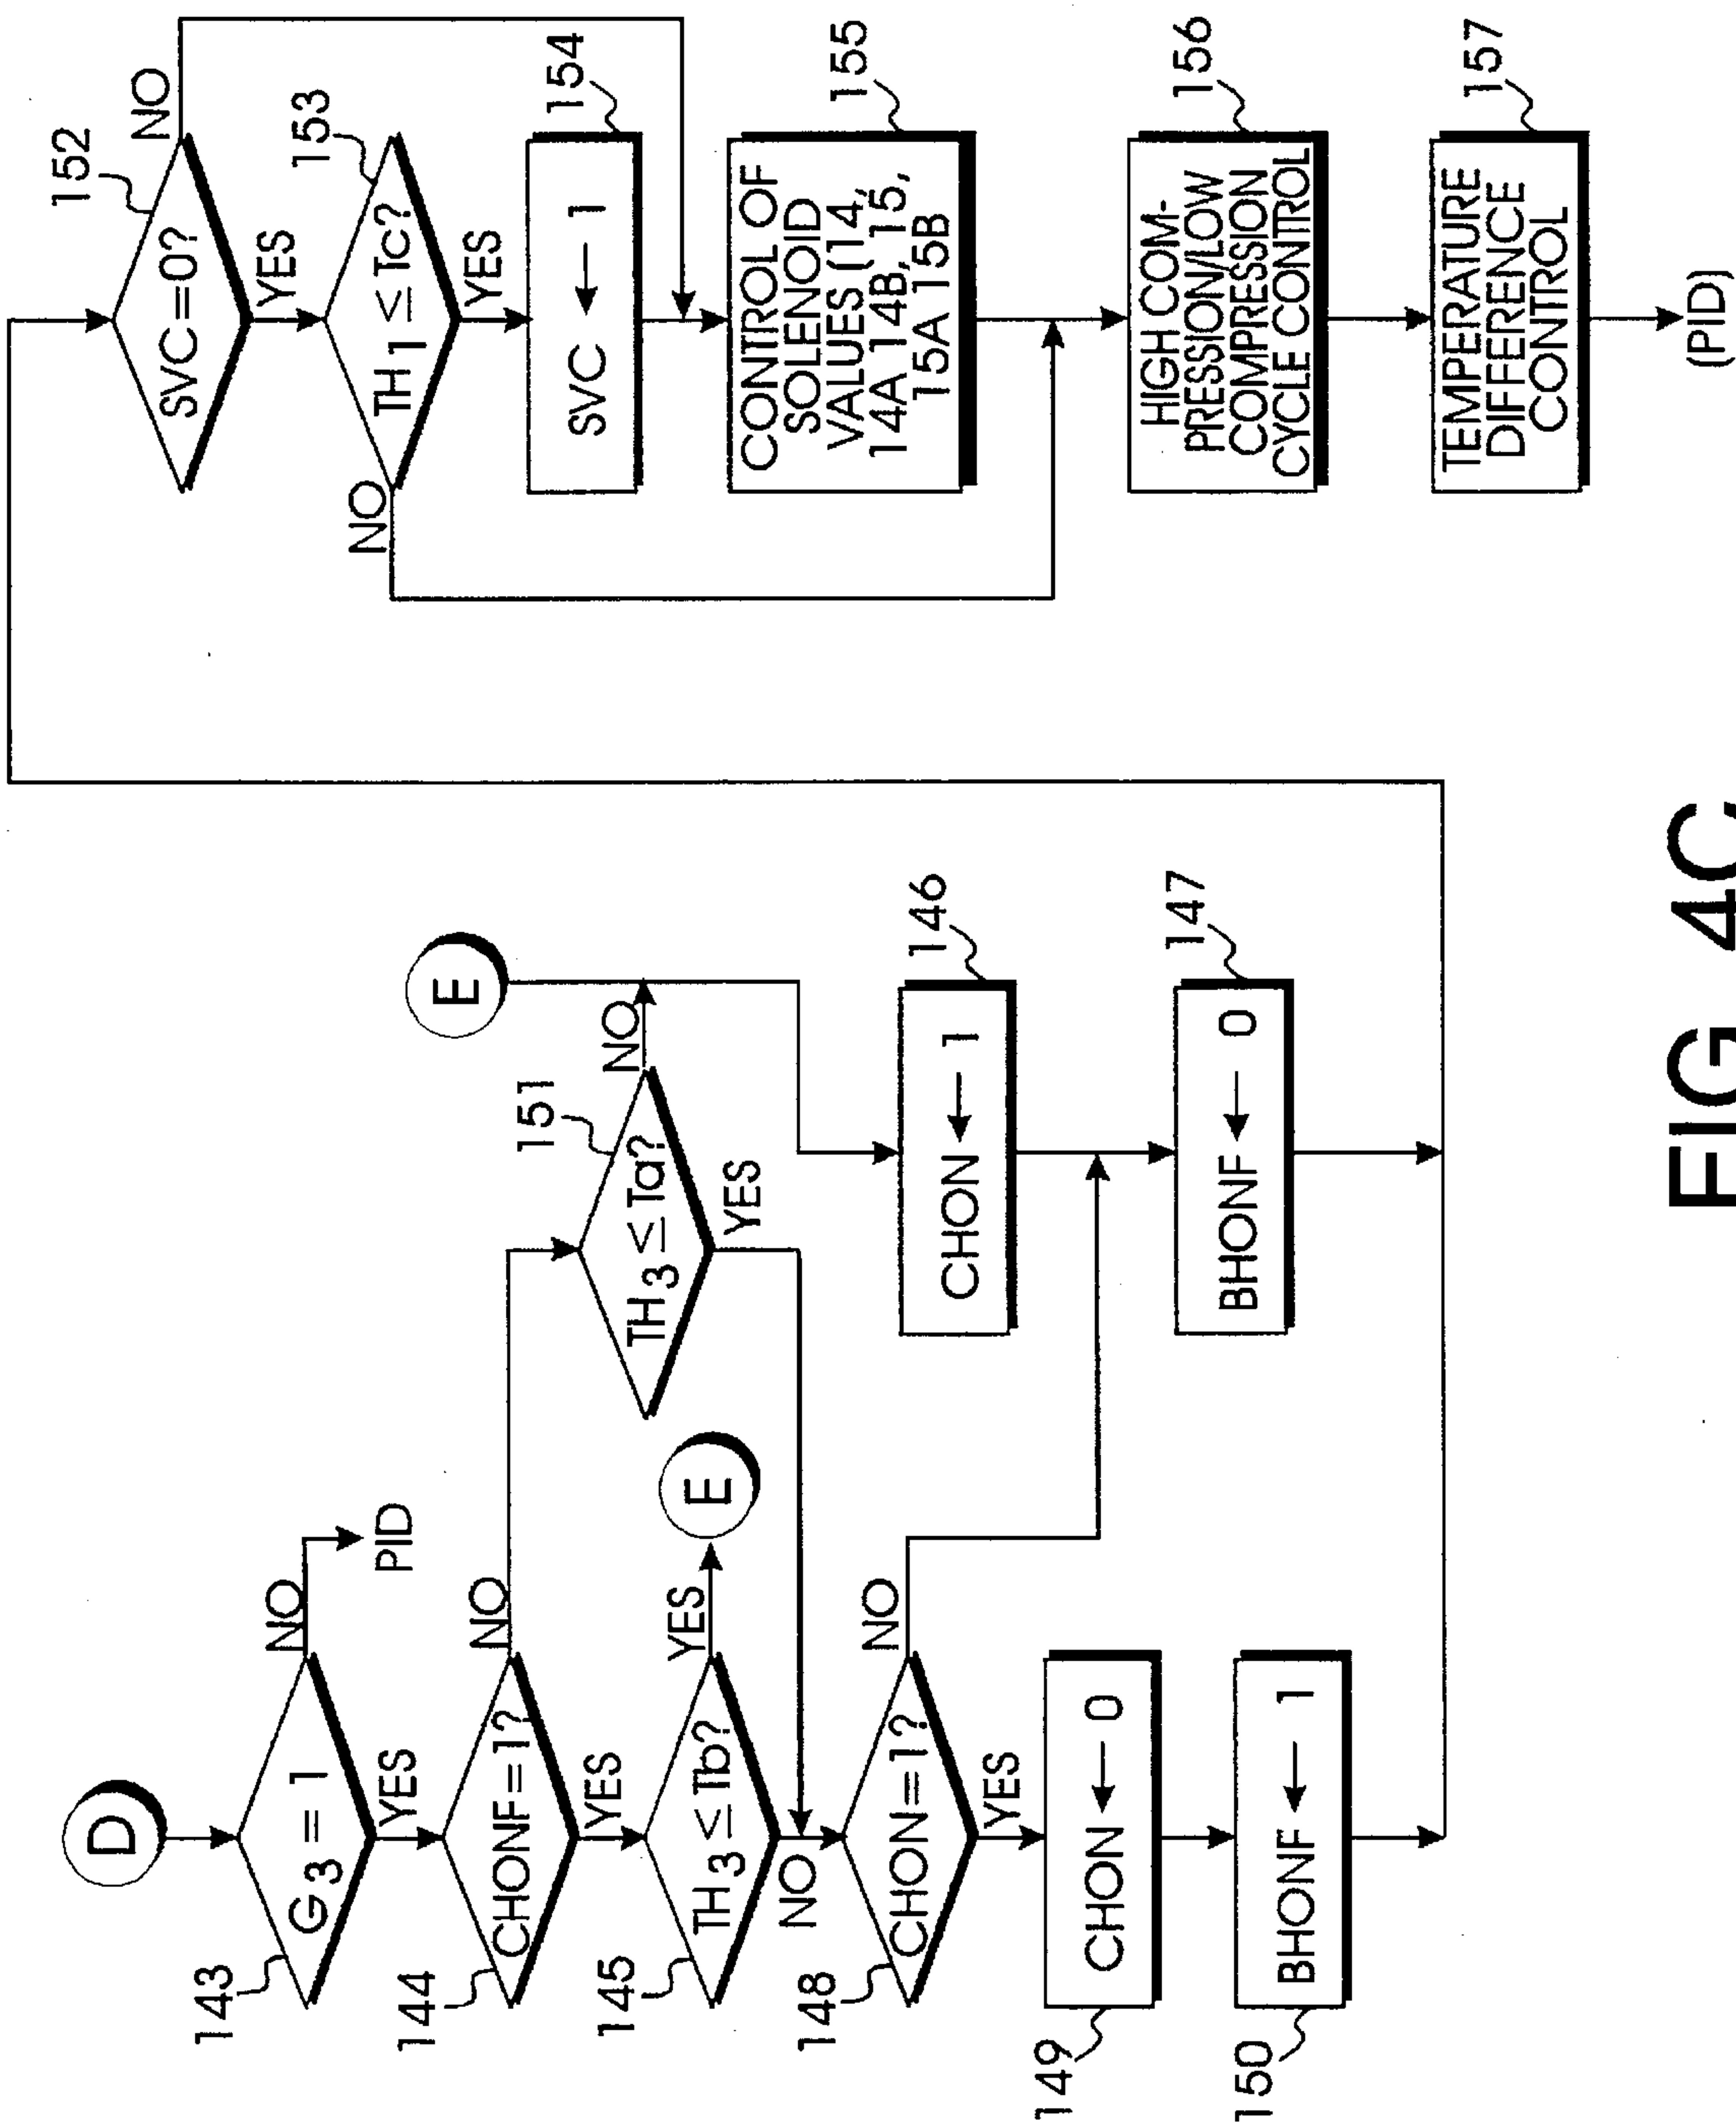 D
143
G3 = 1
NO
PID
YES
144
CHONF=1?
NO
YES
145
TH3 ≤ Tb?
YES
E
NO
148
CHON=1?
NO
YES
149
CHON ← 0
150
BHONF ← 1
151
TH3 ≤ Ta?
NO
YES
E
146
CHON ← 1
147
BHONF ← 0
152
SVC=0?
NO
YES
153
TH1 ≤ Tc?
NO
YES
154
SVC ← 1
155
CONTROL OF
SOLENOID
VALUES (14,
14A 14B, 15,
15A 15B
156
HIGH COM-
PRESSION/LOW
COMPRESSION
CYCLE CONTROL
157
TEMPERATURE
DIFFERENCE
CONTROL
(PID)
FIG 4C